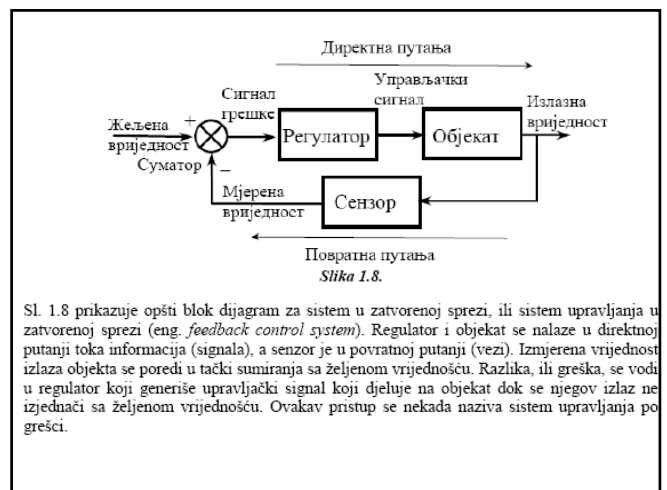 Директна путања
Сигнал
грешке
Управљачки
сигнал
Излазна
вриједност
Жељена
вриједност
+
Суматор
−
Регулатор
Објекат
Мјерена
вриједност
Сензор
Повратна путања
Slika 1.8.
Sl. 1.8 prikazuje opšti blok dijagram za sistem u zatvorenoj sprezi, ili sistem upravljanja u
zatvorenoj sprezi (eng. feedback control system). Regulator i objekat se nalaze u direktnoj
putanji toka informacija (signala), a senzor je u povratnoj putanji (vezi). Izmjerena vrijednost
izlaza objekta se poredi u tački sumiranja sa željenom vrijednošću. Razlika, ili greška, se vodi
u regulator koji generiše upravljački signal koji djeluje na objekat dok se njegov izlaz ne
izjednači sa željenom vrijednošću. Ovakav pristup se nekada naziva sistem upravljanja po
grešci.